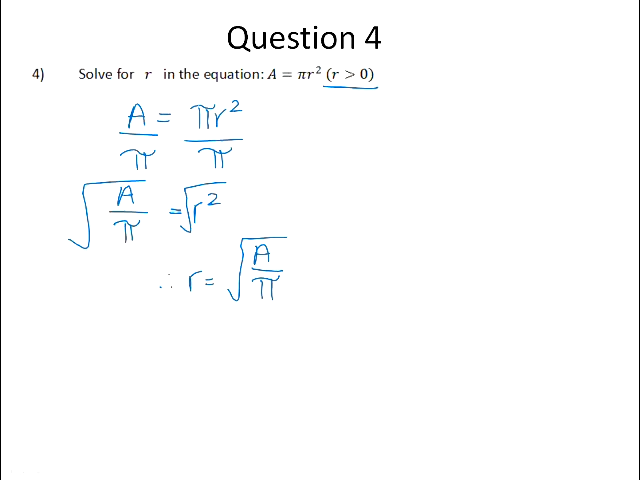 Question 4
4) Solve for r in the equation: A = πr² (r > 0)
A/π = πr²/π
√(A/π) = √r²
∴ r = √(A/π)